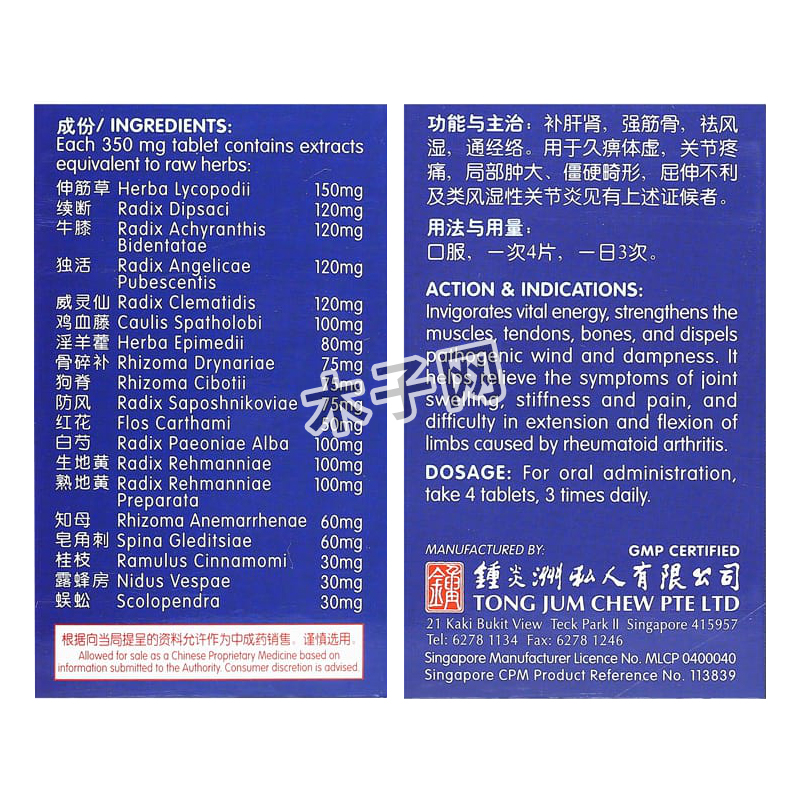 成份/ INGREDIENTS:
Each 350 mg tablet contains extracts
equivalent to raw herbs:
伸筋草 Herba Lycopodii 150mg
续断 Radix Dipsaci 120mg
牛膝 Radix Achyranthis 120mg
Bidentatae
独活 Radix Angelicae 120mg
Pubescentis
威灵仙 Radix Clematidis 120mg
鸡血藤 Caulis Spatholobi 100mg
淫羊藿 Herba Epimedii 80mg
骨碎补 Rhizoma Drynariae 75mg
狗脊 Rhizoma Cibotii 75mg
防风 Radix Saposhnikoviae 75mg
红花 Flos Carthami 50mg
白芍 Radix Paeoniae Alba 100mg
生地黄 Radix Rehmanniae 100mg
熟地黄 Radix Rehmanniae 100mg
Preparata
知母 Rhizoma Anemarrhenae 60mg
皂角刺 Spina Gleditsiae 60mg
桂枝 Ramulus Cinnamomi 30mg
露蜂房 Nidus Vespae 30mg
蜈蚣 Scolopendra 30mg
根据向当局提呈的资料允许作为中成药销售。谨慎选用。
Allowed for sale as a Chinese Proprietary Medicine based on
information submitted to the Authority. Consumer discretion is advised.
功能与主治: 补肝肾，强筋骨，祛风
湿，通经络。用于久痹体虚，关节疼
痛，局部肿大、僵硬畸形，屈伸不利
及类风湿性关节炎见有上述证候者。
用法与用量:
口服，一次4片，一日3次。
ACTION & INDICATIONS:
Invigorates vital energy, strengthens the
muscles, tendons, bones, and dispels
pathogenic wind and dampness. It
helps relieve the symptoms of joint
swelling, stiffness and pain, and
difficulty in extension and flexion of
limbs caused by rheumatoid arthritis.
DOSAGE: For oral administration,
take 4 tablets, 3 times daily.
MANUFACTURED BY: GMP CERTIFIED
鍾 鍾炎洲私人有限公司
TONG JUM CHEW PTE LTD
21 Kaki Bukit View Teck Park II Singapore 415957
Tel: 6278 1134 Fax: 6278 1246
Singapore Manufacturer Licence No. MLCP 0400040
Singapore CPM Product Reference No. 113839
木子网